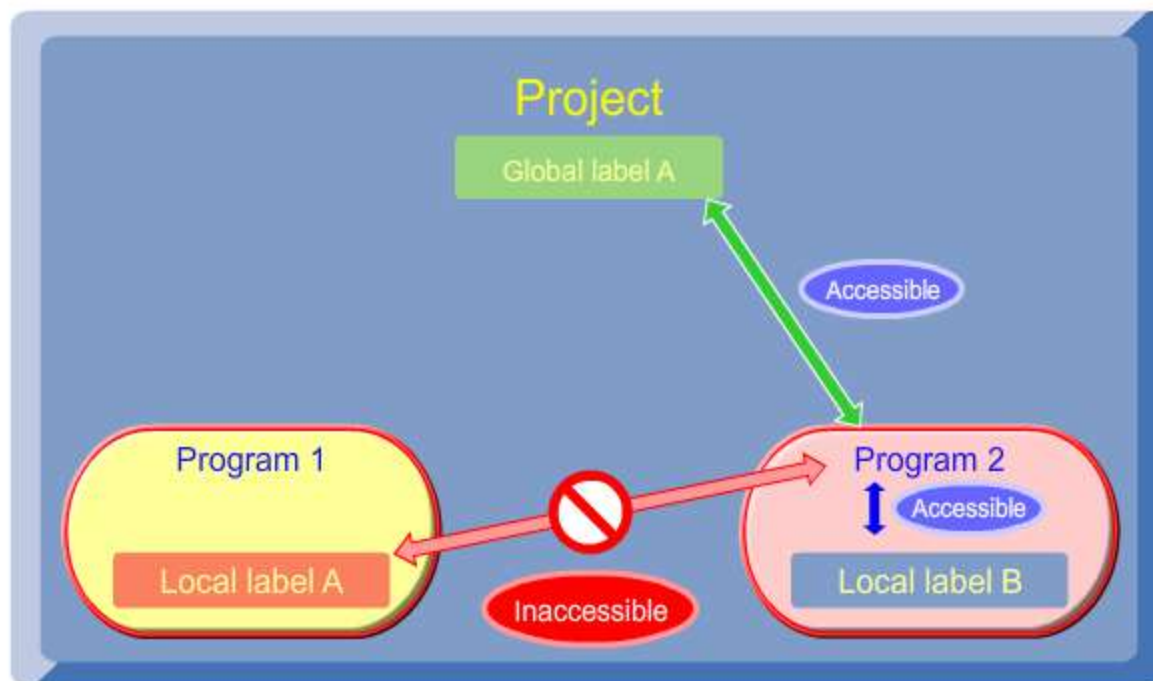 Project
Global label A
Accessible
Program 1
Program 2
Accessible
Local label A
Local label B
Inaccessible